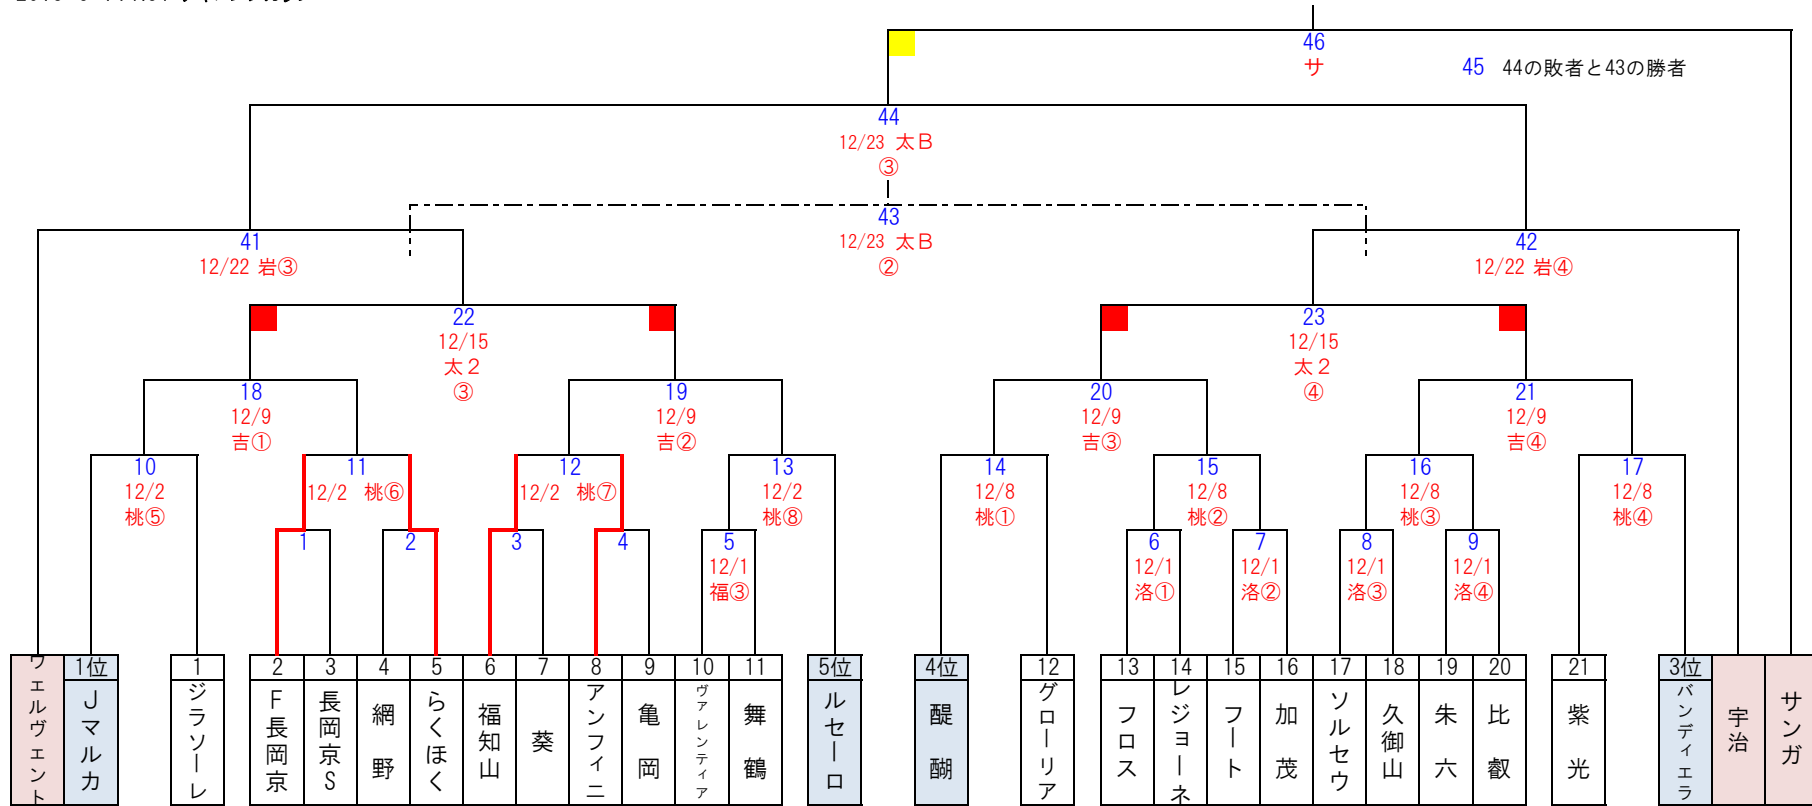 46
サ
45 44の敗者と43の勝者
44
12/23 太B
③
43
12/23 太B
②
41
12/22 岩③
42
12/22 岩④
22
12/15
太2
③
23
12/15
太2
④
18
12/9
吉①
19
12/9
吉②
20
12/9
吉③
21
12/9
吉④
10
12/2
桃⑤
11
12/2 桃⑥
12
12/2 桃⑦
13
12/2
桃⑧
14
12/8
桃①
15
12/8
桃②
16
12/8
桃③
17
12/8
桃④
1
2
3
4
5
12/1
福③
6
12/1
洛①
7
12/1
洛②
8
12/1
洛③
9
12/1
洛④
ヴェルヴェント
1位
Jマルカ
1
ジラソーレ
2
F長岡京
3
長岡京S
4
網野
5
らくほく
6
福知山
7
葵
8
アンフィニ
9
亀岡
10
ヴァレンティア
11
舞鶴
5位
ルセーロ
4位
醍醐
12
グローリア
13
フロス
14
レジョーネ
15
フート
16
加茂
17
ソルセウ
18
久御山
19
朱六
20
比叡
21
紫光
3位
バンディエラ
宇治
サンガ